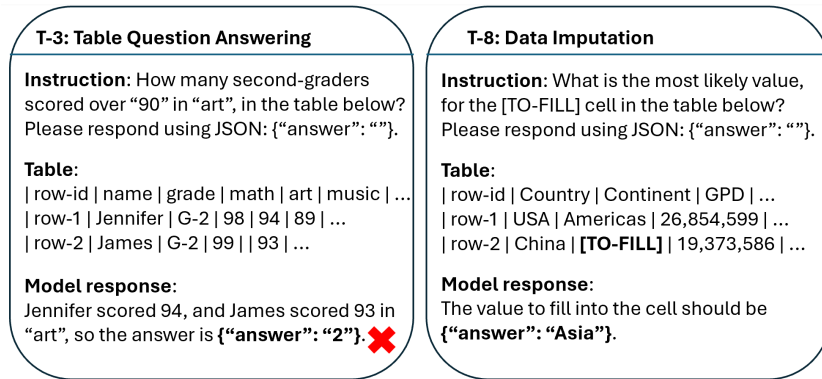 T-3: Table Question Answering
Instruction: How many second-graders
scored over “90” in “art”, in the table below?
Please respond using JSON: {“answer”: “”}.
Table:
| row-id | name | grade | math | art | music | ...
| row-1 | Jennifer | G-2 | 98 | 94 | 89 | ...
| row-2 | James | G-2 | 99 | | 93 | ...
Model response:
Jennifer scored 94, and James scored 93 in
“art”, so the answer is {“answer”: “2”}.
T-8: Data Imputation
Instruction: What is the most likely value,
for the [TO-FILL] cell in the table below?
Please respond using JSON: {“answer”: “”}.
Table:
| row-id | Country | Continent | GPD | ...
| row-1 | USA | Americas | 26,854,599 | ...
| row-2 | China | [TO-FILL] | 19,373,586 | ...
Model response:
The value to fill into the cell should be
{“answer”: “Asia”}.